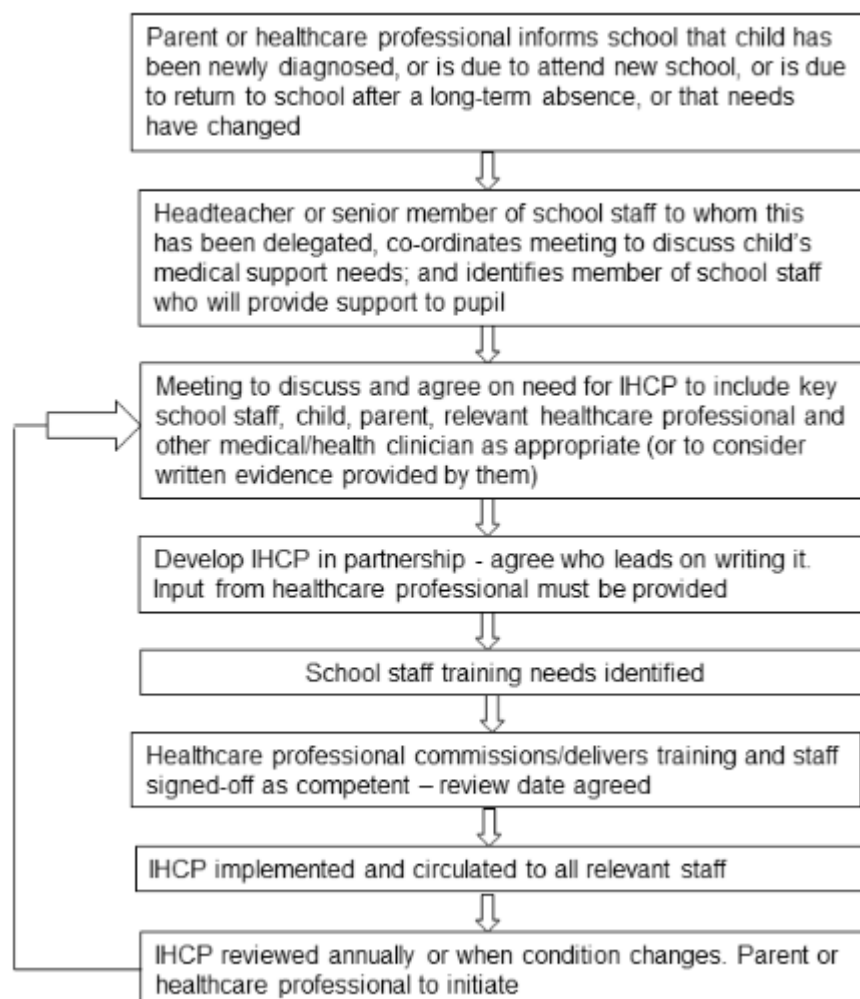 Parent or healthcare professional informs school that child has
been newly diagnosed, or is due to attend new school, or is due
to return to school after a long-term absence, or that needs
have changed
Headteacher or senior member of school staff to whom this
has been delegated, co-ordinates meeting to discuss child's
medical support needs; and identifies member of school staff
who will provide support to pupil
Meeting to discuss and agree on need for IHCP to include key
school staff, child, parent, relevant healthcare professional and
other medical/health clinician as appropriate (or to consider
written evidence provided by them)
Develop IHCP in partnership - agree who leads on writing it.
Input from healthcare professional must be provided
School staff training needs identified
Healthcare professional commissions/delivers training and staff
signed-off as competent – review date agreed
IHCP implemented and circulated to all relevant staff
IHCP reviewed annually or when condition changes. Parent or
healthcare professional to initiate